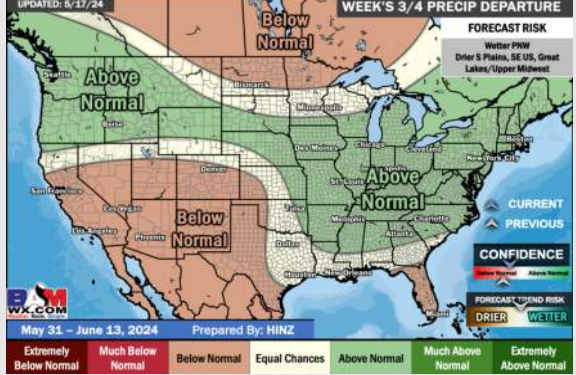 UPDATED: 5/17/24
WEEK'S 3/4 PRECIP DEPARTURE
FORECAST RISK
Wetter PNW
Drier S Plains, SE US, Great
Lakes/Upper Midwest
Below
Normal
Seattle
Above
Normal
Bismarck
Minneapolis
Boise
Des Moines
Chicago
Cleveland
Boston
New York City
Denver
St. Louis
Above
Normal
San Francisco
Las Vegas
Below
Normal
Tulsa
Memphis
Charlotte
Los Angeles
Phoenix
Atlanta
Dallas
Houston
New Orleans
Miami
CURRENT
PREVIOUS
CONFIDENCE
Below Normal
Above Normal
FORECAST TREND RISK
DRIER
WETTER
BAM
WX.COM
May 31 – June 13, 2024
Prepared By: HINZ
Extremely
Below Normal
Much Below
Normal
Below Normal
Equal Chances
Above Normal
Much Above
Normal
Extremely
Above Normal